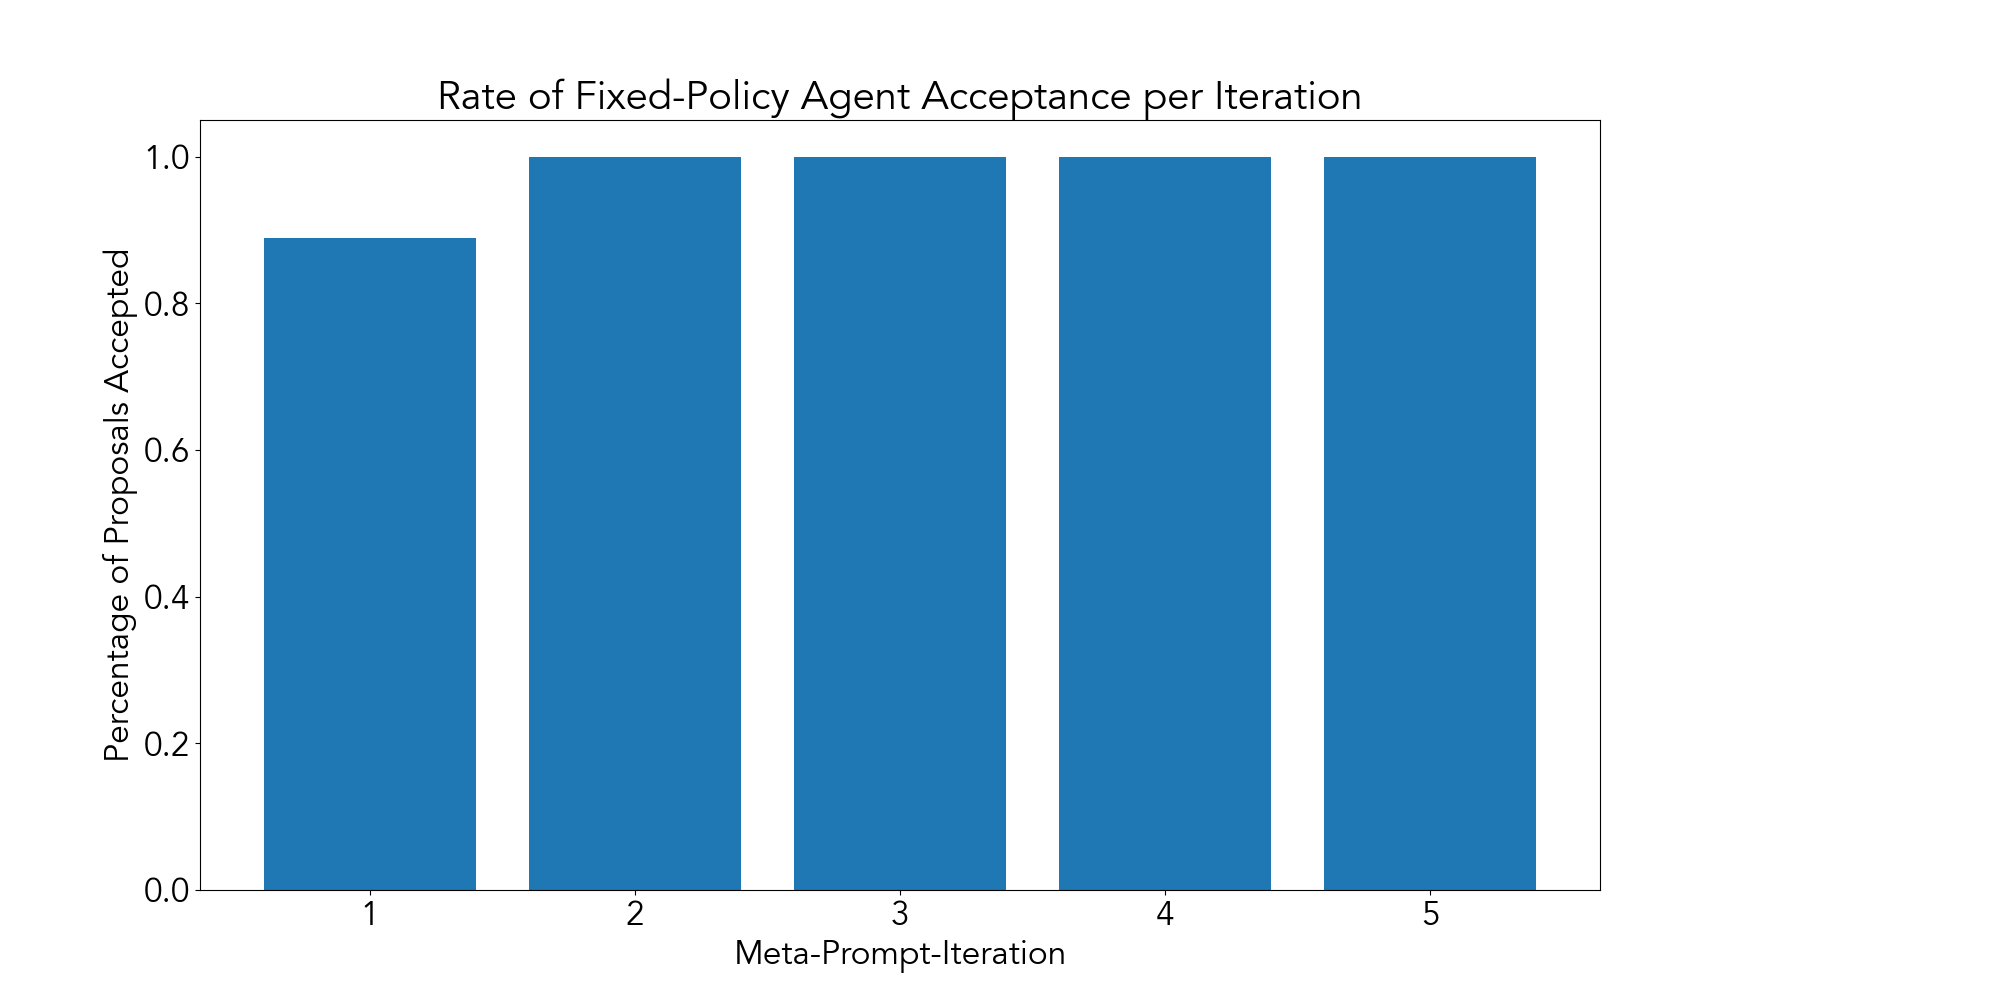 Rate of Fixed-Policy Agent Acceptance per Iteration
Percentage of Proposals Accepted
1.0
0.8
0.6
0.4
0.2
0.0
1 2 3 4 5
Meta-Prompt-Iteration